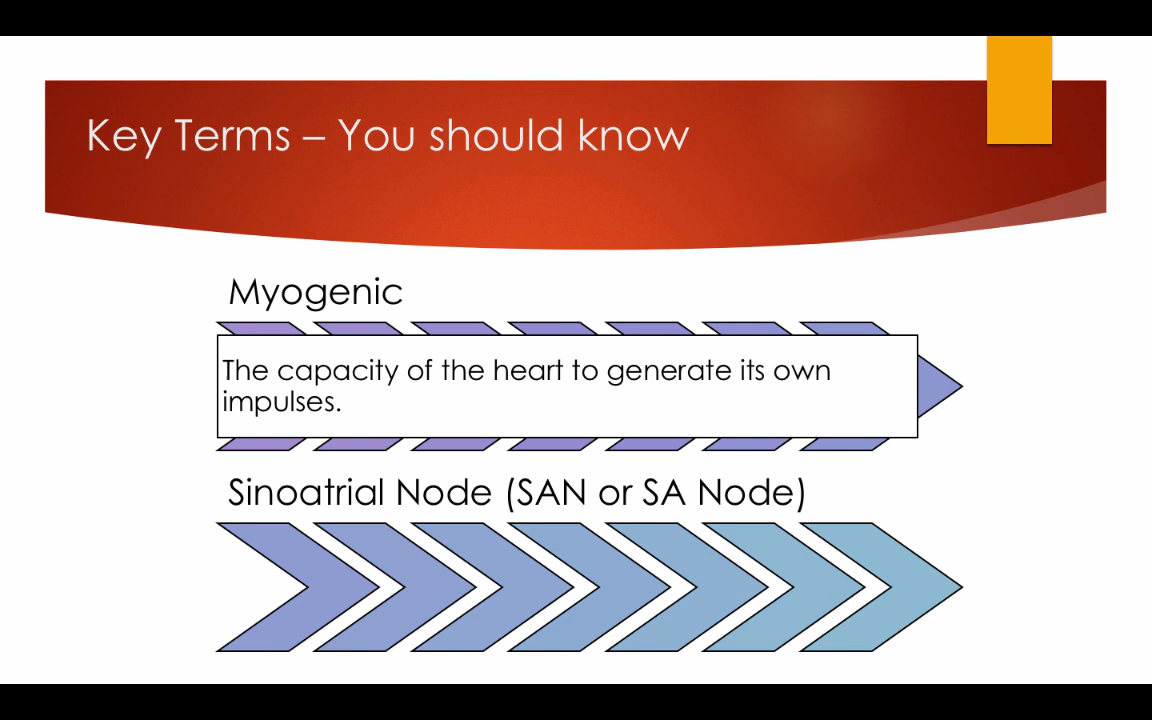 Key Terms – You should know
Myogenic
The capacity of the heart to generate its own
impulses.
Sinoatrial Node (SAN or SA Node)